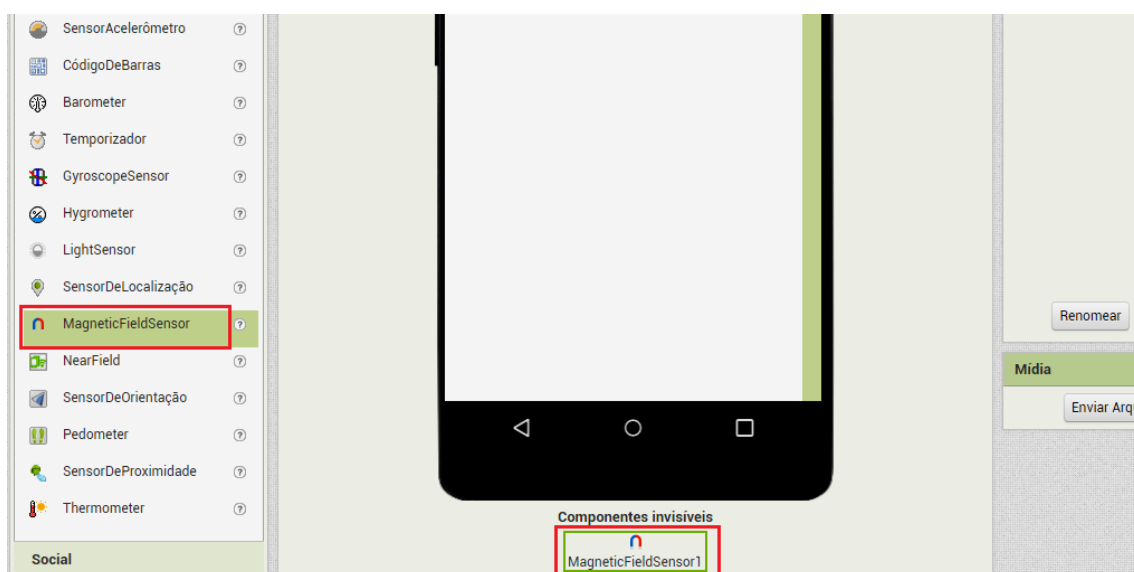 SensorAcelerômetro
CódigoDeBarras
Barometer
Temporizador
GyroscopeSensor
Hygrometer
LightSensor
SensorDeLocalização
MagneticFieldSensor
NearField
SensorDeOrientação
Pedometer
SensorDeProximidade
Thermometer
Social
Componentes invisíveis
MagneticFieldSensor1
Renomear
Mídia
Enviar Arq